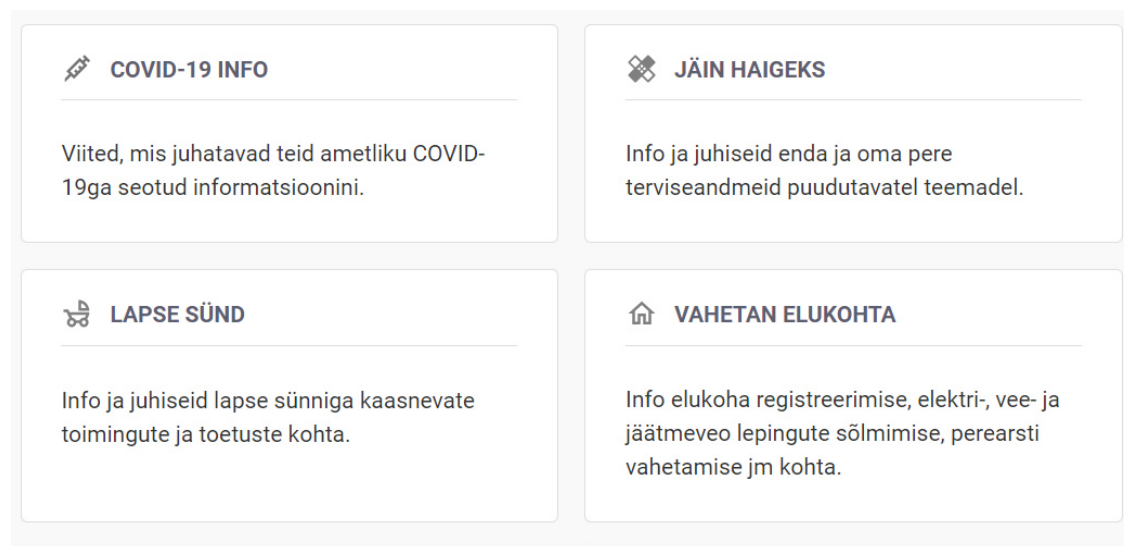 COVID-19 INFO
Viited, mis juhatavad teid ametliku COVID-
19ga seotud informatsioonini.
JÄIN HAIGEKS
Info ja juhiseid enda ja oma pere
terviseandmeid puudutavatel teemadel.
LAPSE SÜND
Info ja juhiseid lapse sünniga kaasnevate
toimingute ja toetuste kohta.
VAHETAN ELUKOHTA
Info elukoha registreerimise, elektri-, vee- ja
jäätmeveo lepingute sõlmimise, perearsti
vahetamise jm kohta.